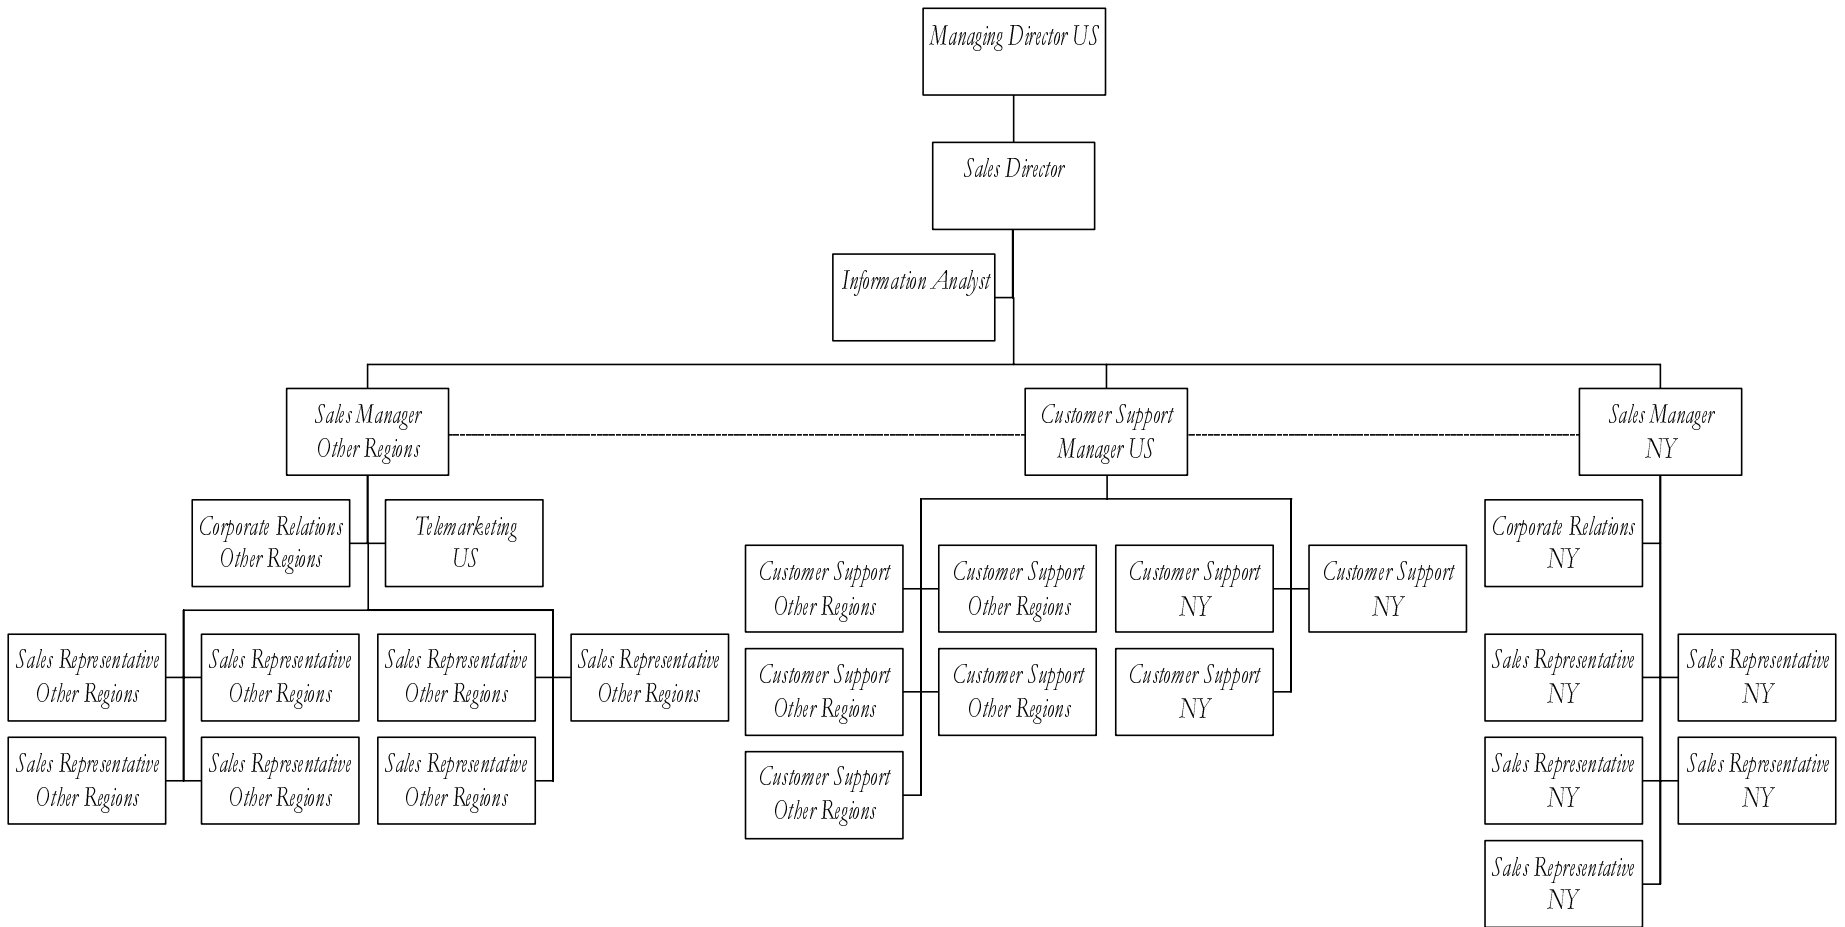 Managing Director US
Sales Director
Information Analyst
Sales Manager
Other Regions
Customer Support
Manager US
Sales Manager
NY
Corporate Relations
Other Regions
Telemarketing
US
Sales Representative
Other Regions
Sales Representative
Other Regions
Sales Representative
Other Regions
Sales Representative
Other Regions
Sales Representative
Other Regions
Sales Representative
Other Regions
Sales Representative
Other Regions
Customer Support
Other Regions
Customer Support
Other Regions
Customer Support
NY
Customer Support
NY
Customer Support
Other Regions
Customer Support
Other Regions
Customer Support
NY
Customer Support
Other Regions
Corporate Relations
NY
Sales Representative
NY
Sales Representative
NY
Sales Representative
NY
Sales Representative
NY
Sales Representative
NY